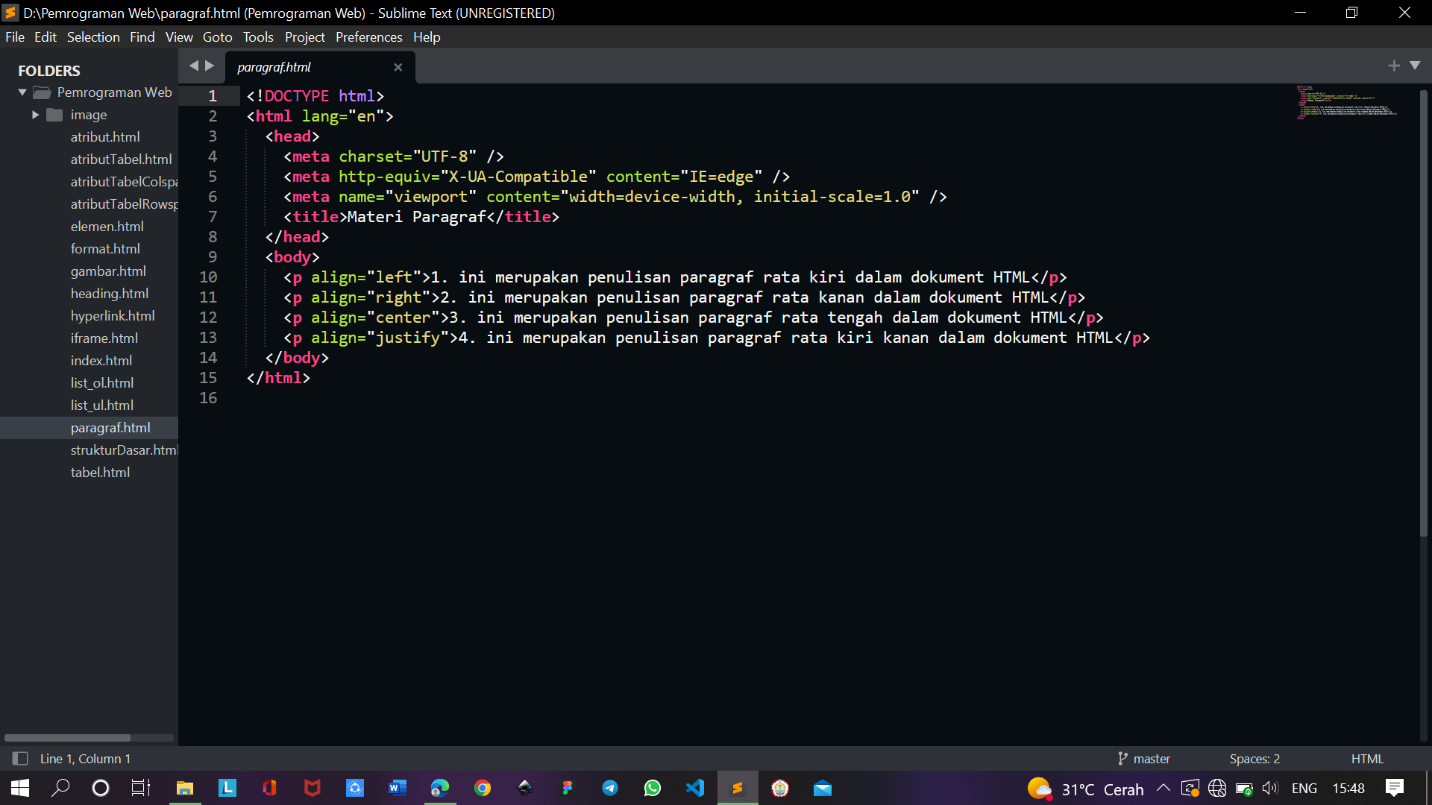 D:\Pemrograman Web\paragraf.html (Pemrograman Web) - Sublime Text (UNREGISTERED)
File Edit Selection Find View Goto Tools Project Preferences Help
FOLDERS
Pemrograman Web
image
atribut.html
atributTabel.html
atributTabelColspa
atributTabelRowsp
elemen.html
format.html
gambar.html
heading.html
hyperlink.html
iframe.html
index.html
list_ol.html
list_ul.html
paragraf.html
strukturDasar.html
tabel.html
paragraf.html
1 <!DOCTYPE html>
2 <html lang="en">
3 <head>
4 <meta charset="UTF-8" />
5 <meta http-equiv="X-UA-Compatible" content="IE=edge" />
6 <meta name="viewport" content="width=device-width, initial-scale=1.0" />
7 <title>Materi Paragraf</title>
8 </head>
9 <body>
10 <p align="left">1. ini merupakan penulisan paragraf rata kiri dalam dokument HTML</p>
11 <p align="right">2. ini merupakan penulisan paragraf rata kanan dalam dokument HTML</p>
12 <p align="center">3. ini merupakan penulisan paragraf rata tengah dalam dokument HTML</p>
13 <p align="justify">4. ini merupakan penulisan paragraf rata kiri kanan dalam dokument HTML</p>
14 </body>
15 </html>
16
Line 1, Column 1 master Spaces: 2 HTML
31°C Cerah ENG 15:48